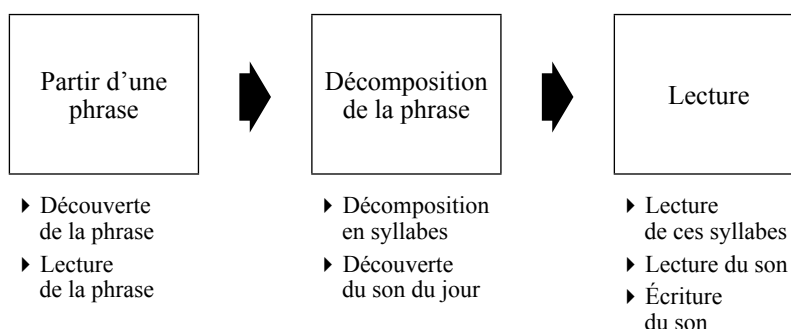 Partir d’une
phrase
Décomposition
de la phrase
Lecture
Découverte
de la phrase
Lecture
de la phrase
Décomposition
en syllabes
Découverte
du son du jour
Lecture
de ces syllabes
Lecture du son
Écriture
du son